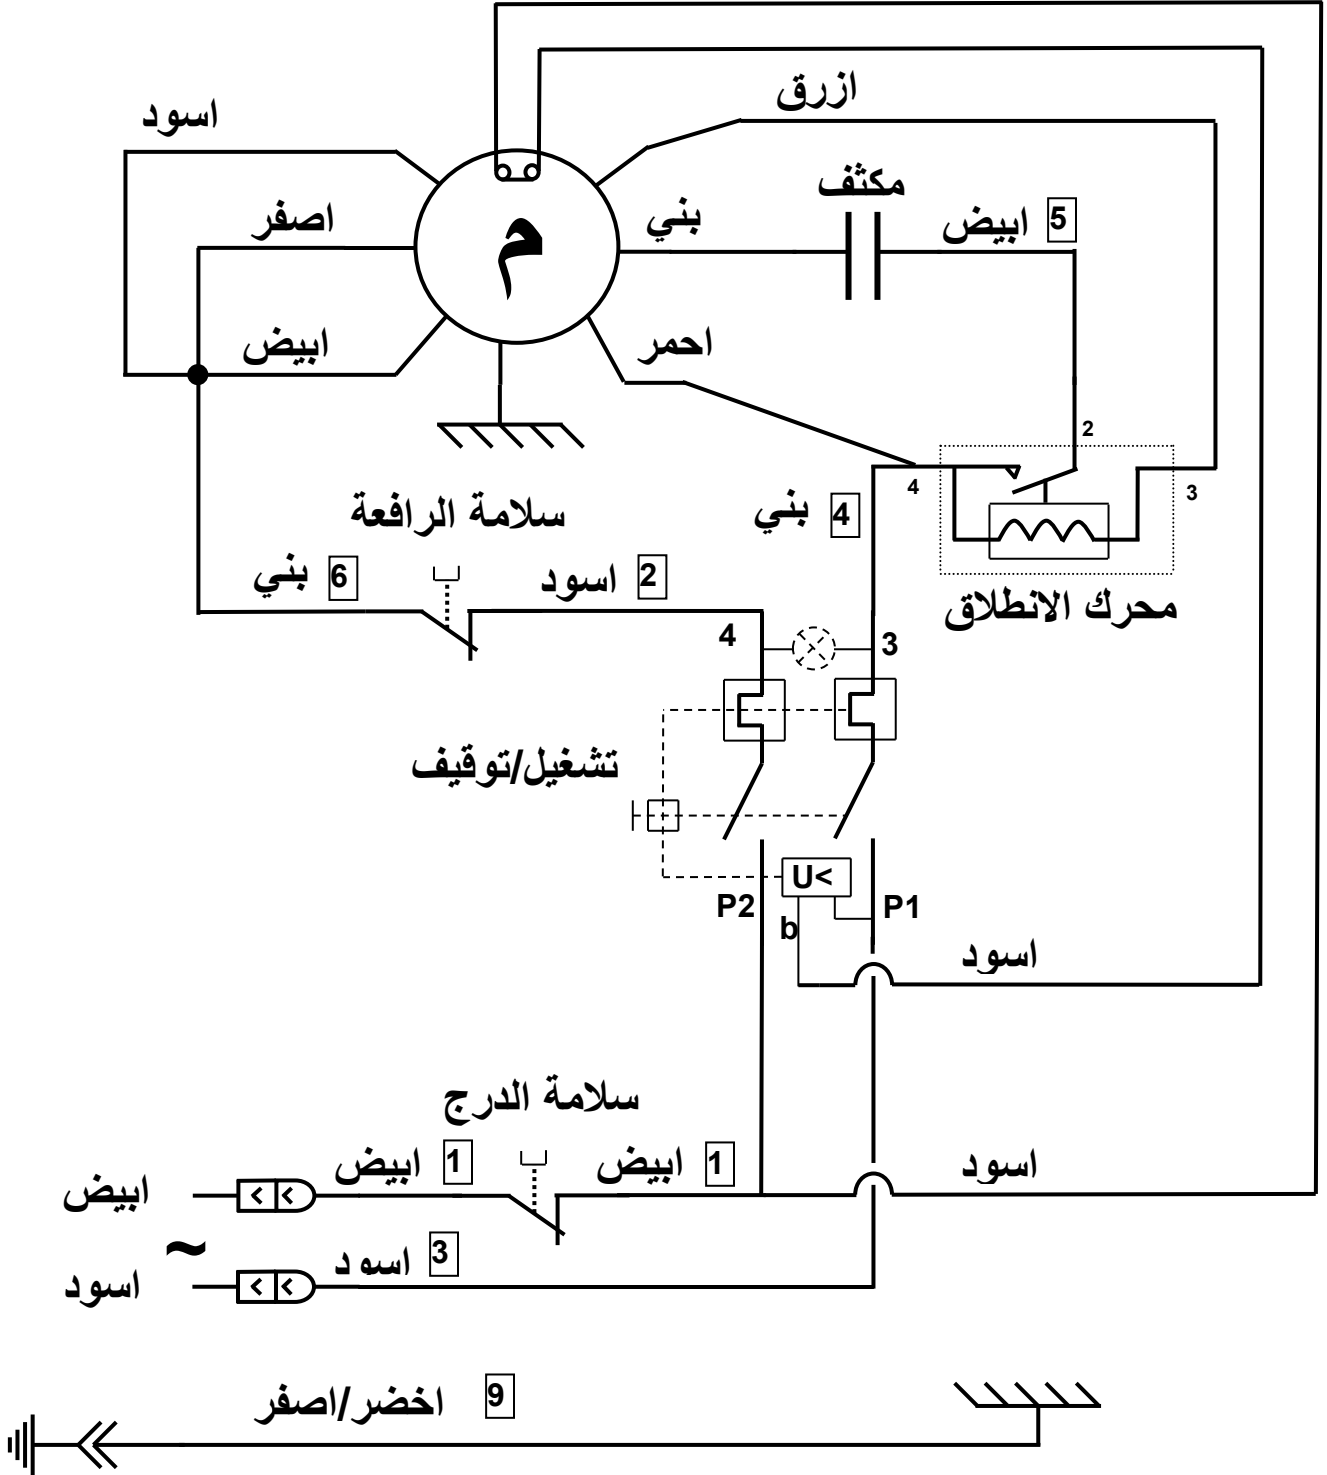 ازرق
اسود
مكثف
بني
ابيض 5
اصفر
م
احمر
ابيض
2
4
3
سلامة الرافعة
بني 4
بني 6
اسود 2
محرك الانطلاق
4
3
تشغيل/توقيف
U<
P2
P1
b
اسود
سلامة الدرج
ابيض
ابيض 1
ابيض 1
اسود
~
اسود
اسود 3
اخضر/اصفر 9